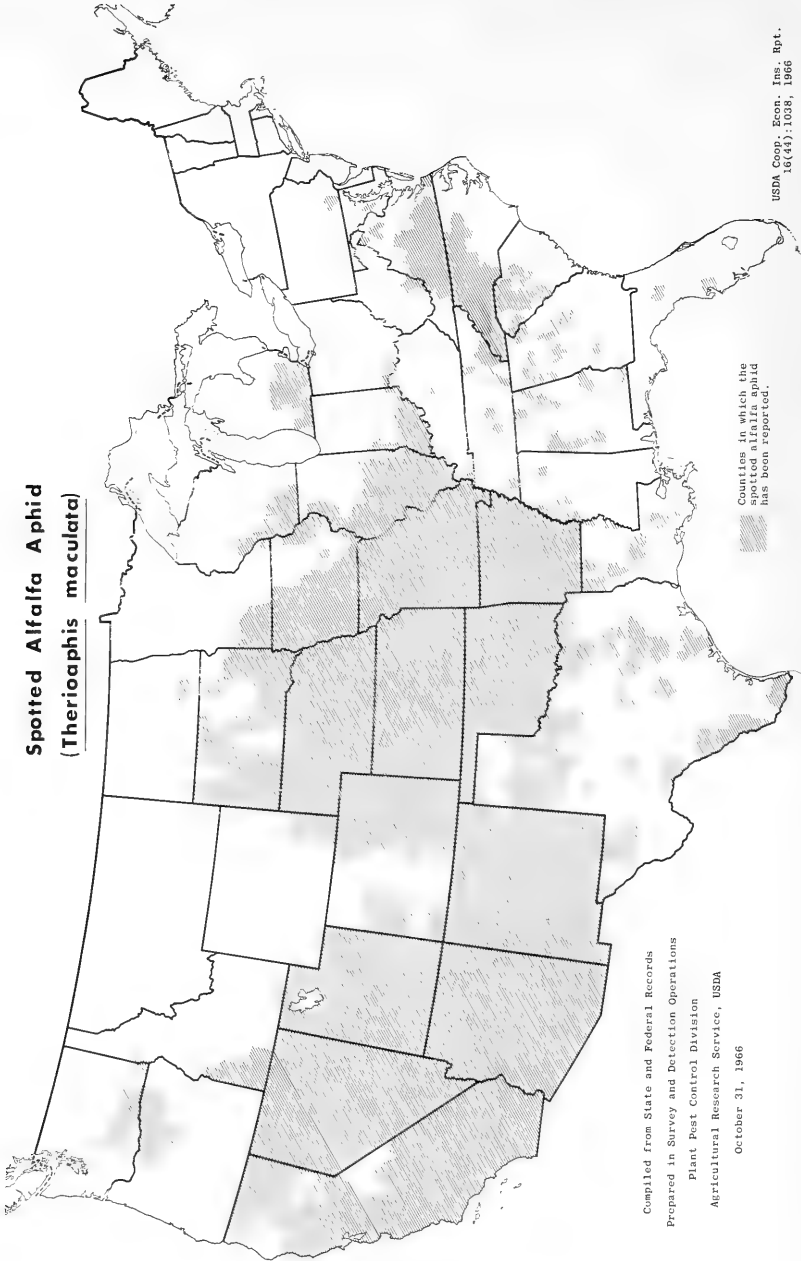 Spotted Alfalfa Aphid
(Therioaphis maculata)
Counties in which the
spotted alfalfa aphid
has been reported.
Compiled from State and Federal Records
Prepared in Survey and Detection Operations
Plant Pest Control Division
Agricultural Research Service, USDA
October 31, 1966
USDA Coop. Econ. Ins. Rpt.
16(44):1038, 1966